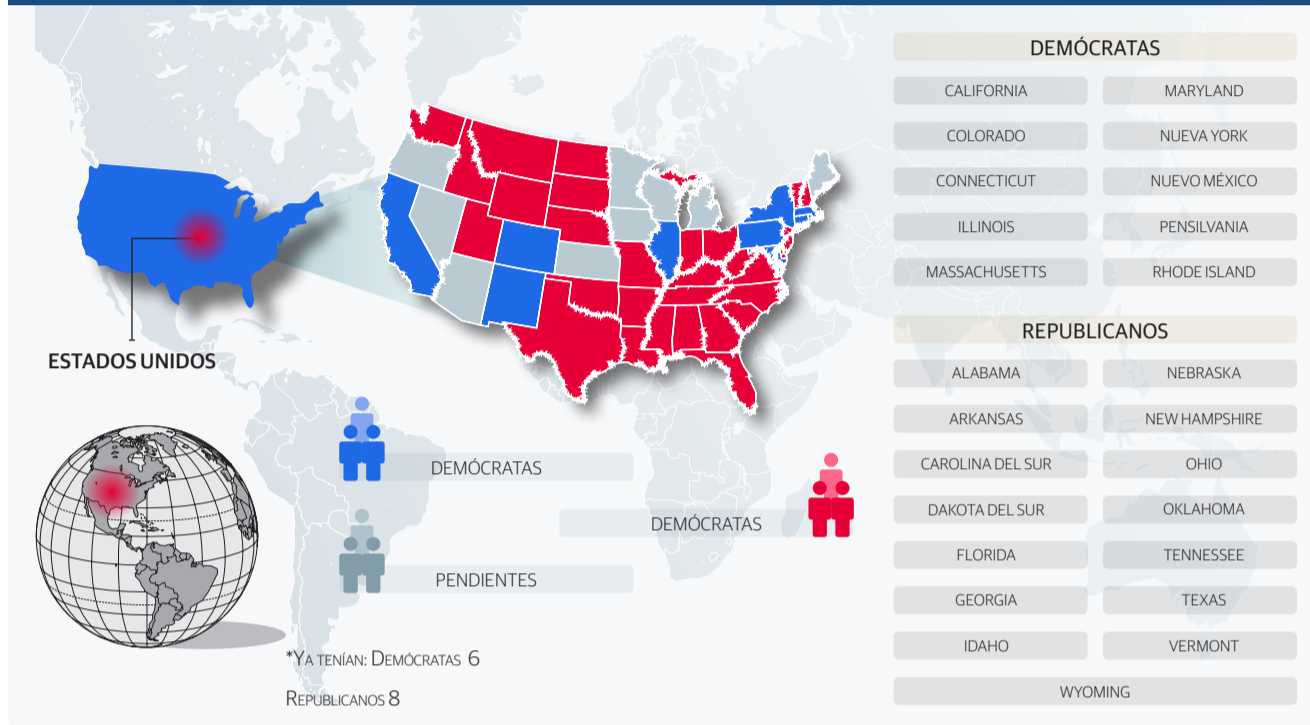 ESTADOS UNIDOS
DEMÓCRATAS
PENDIENTES
DEMÓCRATAS
*YA TENÍAN: DEMÓCRATAS 6
REPUBLICANOS 8
DEMÓCRATAS
CALIFORNIA
MARYLAND
COLORADO
NUEVA YORK
CONNECTICUT
NUEVO MÉXICO
ILLINOIS
PENSILVANIA
MASSACHUSETTS
RHODE ISLAND
REPUBLICANOS
ALABAMA
NEBRASKA
ARKANSAS
NEW HAMPSHIRE
CAROLINA DEL SUR
OHIO
DAKOTA DEL SUR
OKLAHOMA
FLORIDA
TENNESSEE
GEORGIA
TEXAS
IDAHO
VERMONT
WYOMING